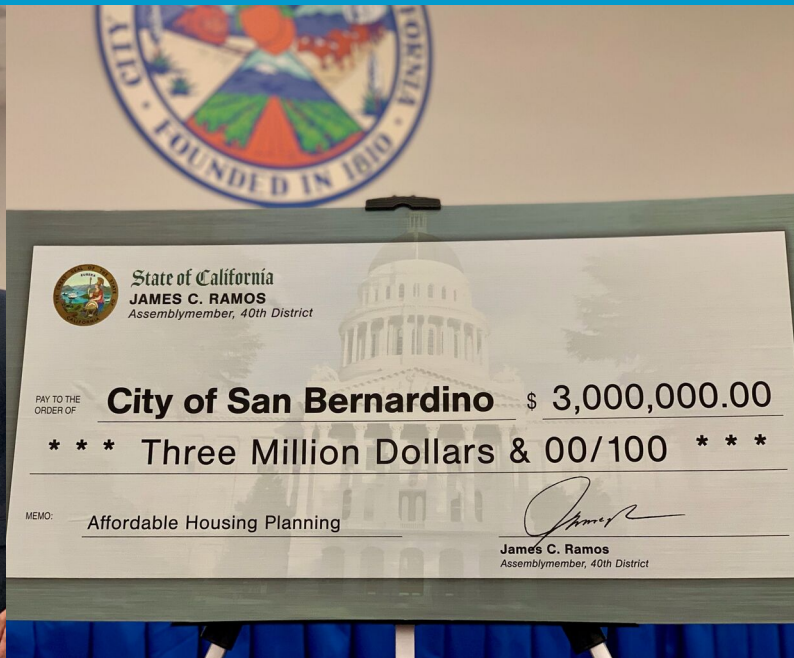 CITY • FOUNDED IN 1810 •
State of California
JAMES C. RAMOS
Assemblymember, 40th District
PAY TO THE
ORDER OF
City of San Bernardino $ 3,000,000.00
* * * Three Million Dollars & 00/100 * * *
MEMO:
Affordable Housing Planning
James C. Ramos
Assemblymember, 40th District